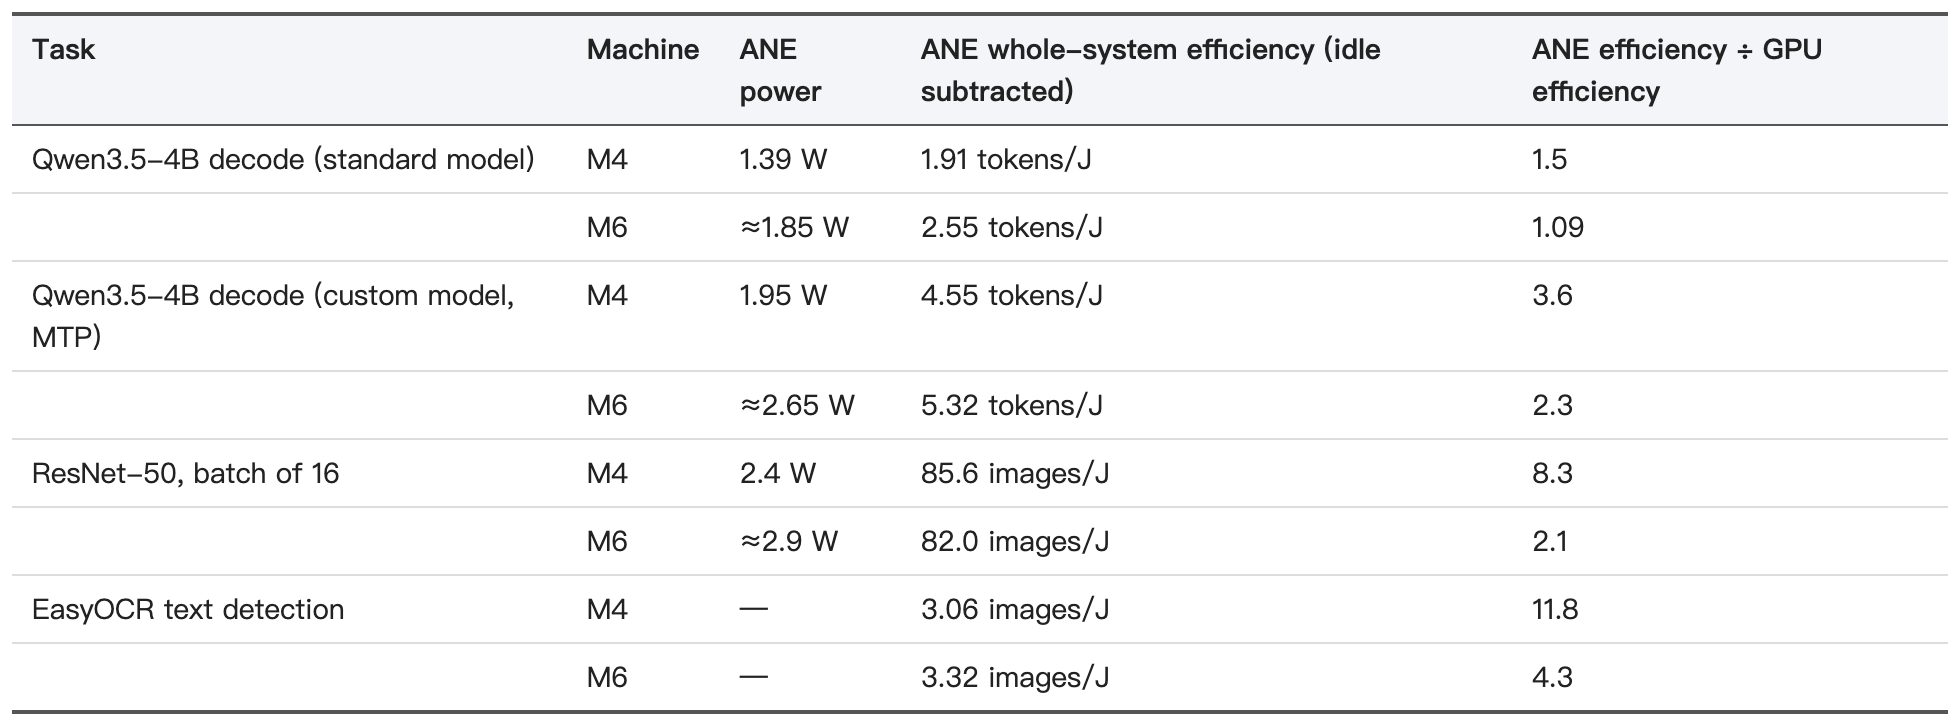 Task Machine ANE power ANE whole–system efficiency (idle subtracted) ANE efficiency ÷ GPU efficiency
Qwen3.5–4B decode (standard model) M4 1.39 W 1.91 tokens/J 1.5
M6 ≈1.85 W 2.55 tokens/J 1.09
Qwen3.5–4B decode (custom model, MTP) M4 1.95 W 4.55 tokens/J 3.6
M6 ≈2.65 W 5.32 tokens/J 2.3
ResNet–50, batch of 16 M4 2.4 W 85.6 images/J 8.3
M6 ≈2.9 W 82.0 images/J 2.1
EasyOCR text detection M4 — 3.06 images/J 11.8
M6 — 3.32 images/J 4.3